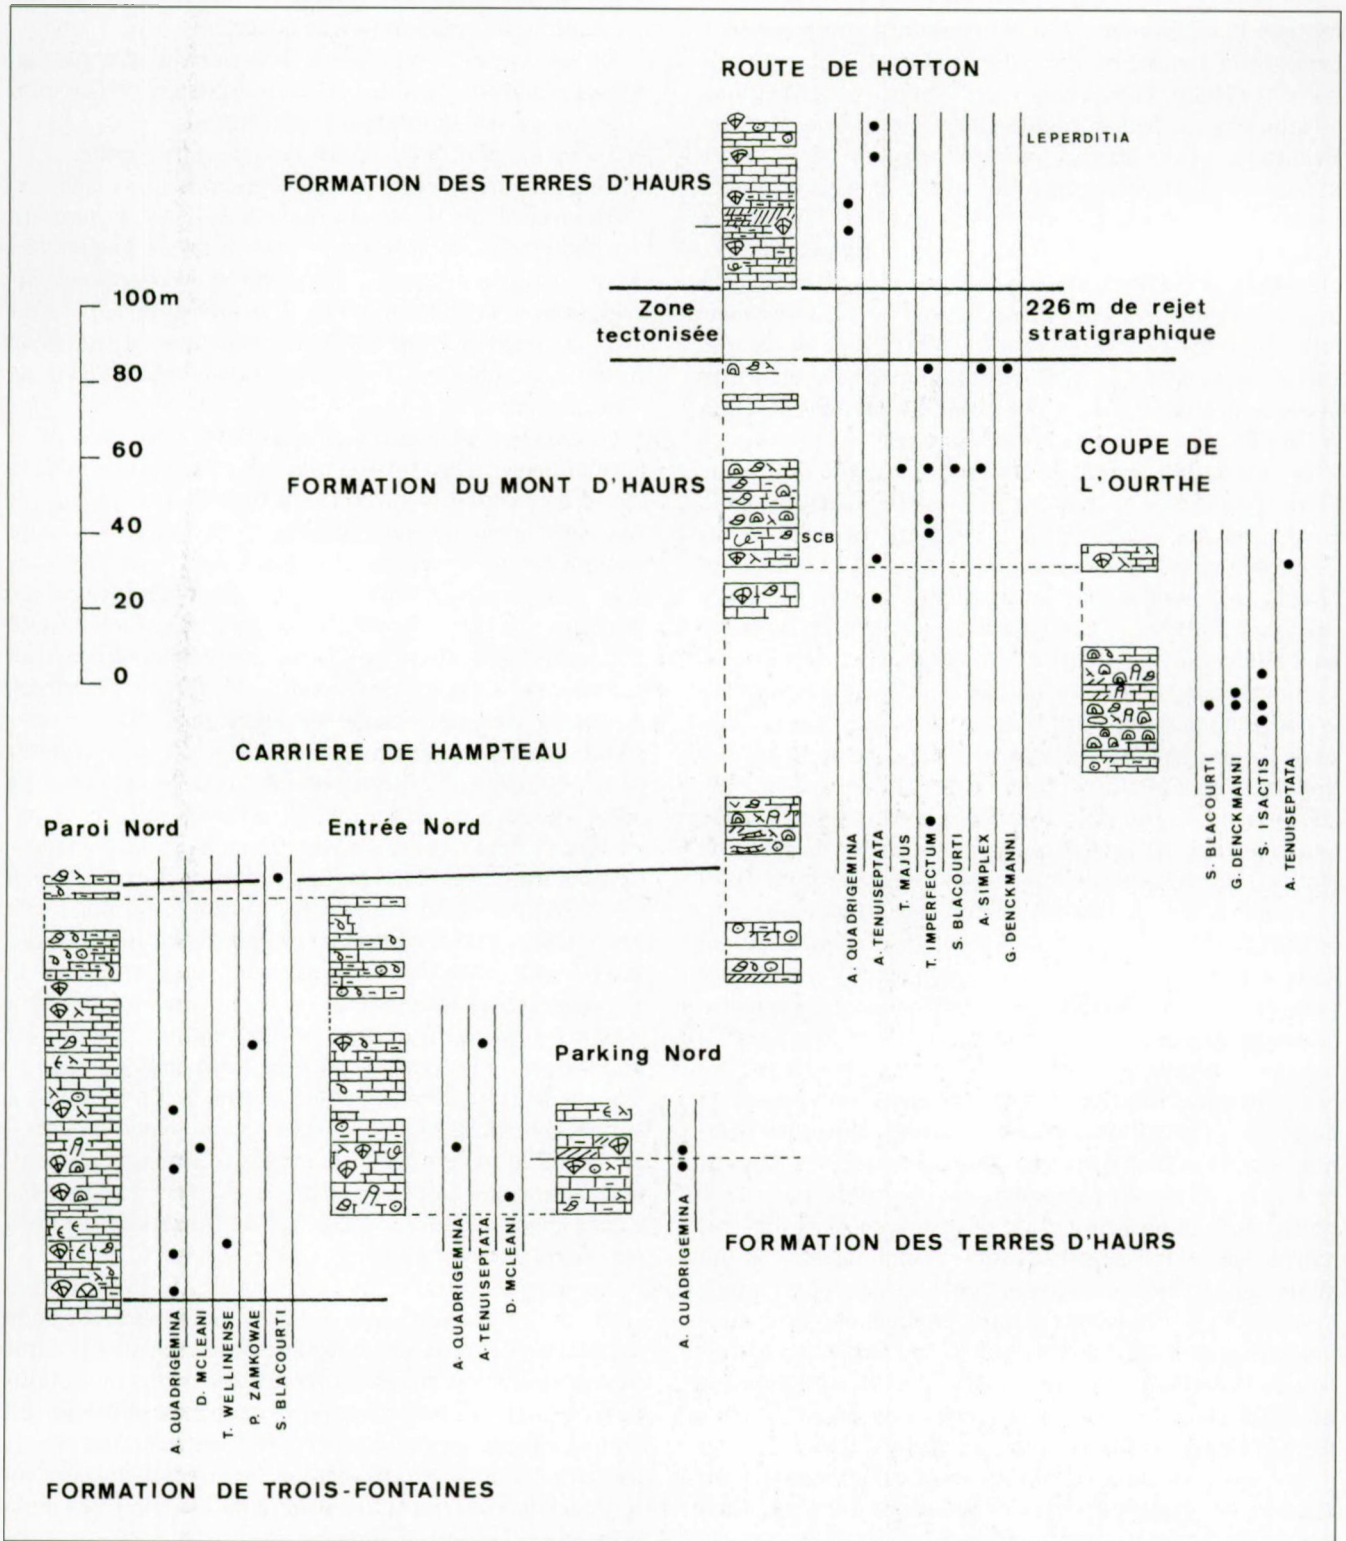 ROUTE DE HOTTON
LEPERDITIA
FORMATION DES TERRES D'HAURS
100m
Zone
tectonisée
226m de rejet
stratigraphique
80
60
COUPE DE
L'OURTHE
FORMATION DU MONT D'HAURS
40
SCB
20
0
CARRIERE DE HAMPTEAU
Paroi Nord
Entrée Nord
A. QUADRIGEMINA
A. TENUISEPTATA
T. MAJUS
T. IMPERFECTUM
S. BLACOURTI
A. SIMPLEX
G. DENCKMANNI
S. BLACOURTI
G. DENCKMANNI
S. ISACTIS
A. TENUISEPTATA
Parking Nord
A. QUADRIGEMINA
A. TENUISEPTATA
D. MCLEANI
A. QUADRIGEMINA
FORMATION DES TERRES D'HAURS
A. QUADRIGEMINA
D. MCLEANI
T. WELLINENSE
P. ZAMKOWAE
S. BLACOURTI
FORMATION DE TROIS-FONTAINES